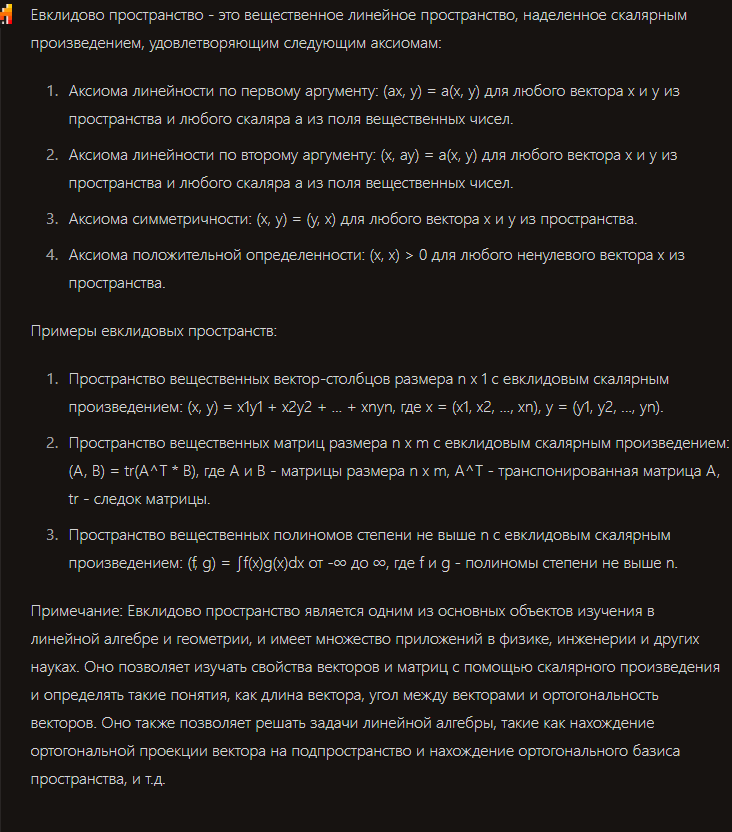 Евклидово пространство - это вещественное линейное пространство, наделенное скалярным
произведением, удовлетворяющим следующим аксиомам:
1. Аксиома линейности по первому аргументу: (ax, y) = a(x, y) для любого вектора x и y из
пространства и любого скаляра a из поля вещественных чисел.
2. Аксиома линейности по второму аргументу: (x, ay) = a(x, y) для любого вектора x и y из
пространства и любого скаляра a из поля вещественных чисел.
3. Аксиома симметричности: (x, y) = (y, x) для любого вектора x и y из пространства.
4. Аксиома положительной определенности: (x, x) > 0 для любого ненулевого вектора x из
пространства.
Примеры евклидовых пространств:
1. Пространство вещественных вектор-столбцов размера n x 1 с евклидовым скалярным
произведением: (x, y) = x1y1 + x2y2 + ... + xnyn, где x = (x1, x2, ..., xn), y = (y1, y2, ..., yn).
2. Пространство вещественных матриц размера n x m с евклидовым скалярным произведением:
(A, B) = tr(A^T * B), где A и B - матрицы размера n x m, A^T - транспонированная матрица A,
tr - следок матрицы.
3. Пространство вещественных полиномов степени не выше n с евклидовым скалярным
произведением: (f, g) = ∫f(x)g(x)dx от -∞ до ∞, где f и g - полиномы степени не выше n.
Примечание: Евклидово пространство является одним из основных объектов изучения в
линейной алгебре и геометрии, и имеет множество приложений в физике, инженерии и других
науках. Оно позволяет изучать свойства векторов и матриц с помощью скалярного произведения
и определять такие понятия, как длина вектора, угол между векторами и ортогональность
векторов. Оно также позволяет решать задачи линейной алгебры, такие как нахождение
ортогональной проекции вектора на подпространство и нахождение ортогонального базиса
пространства, и т.д.